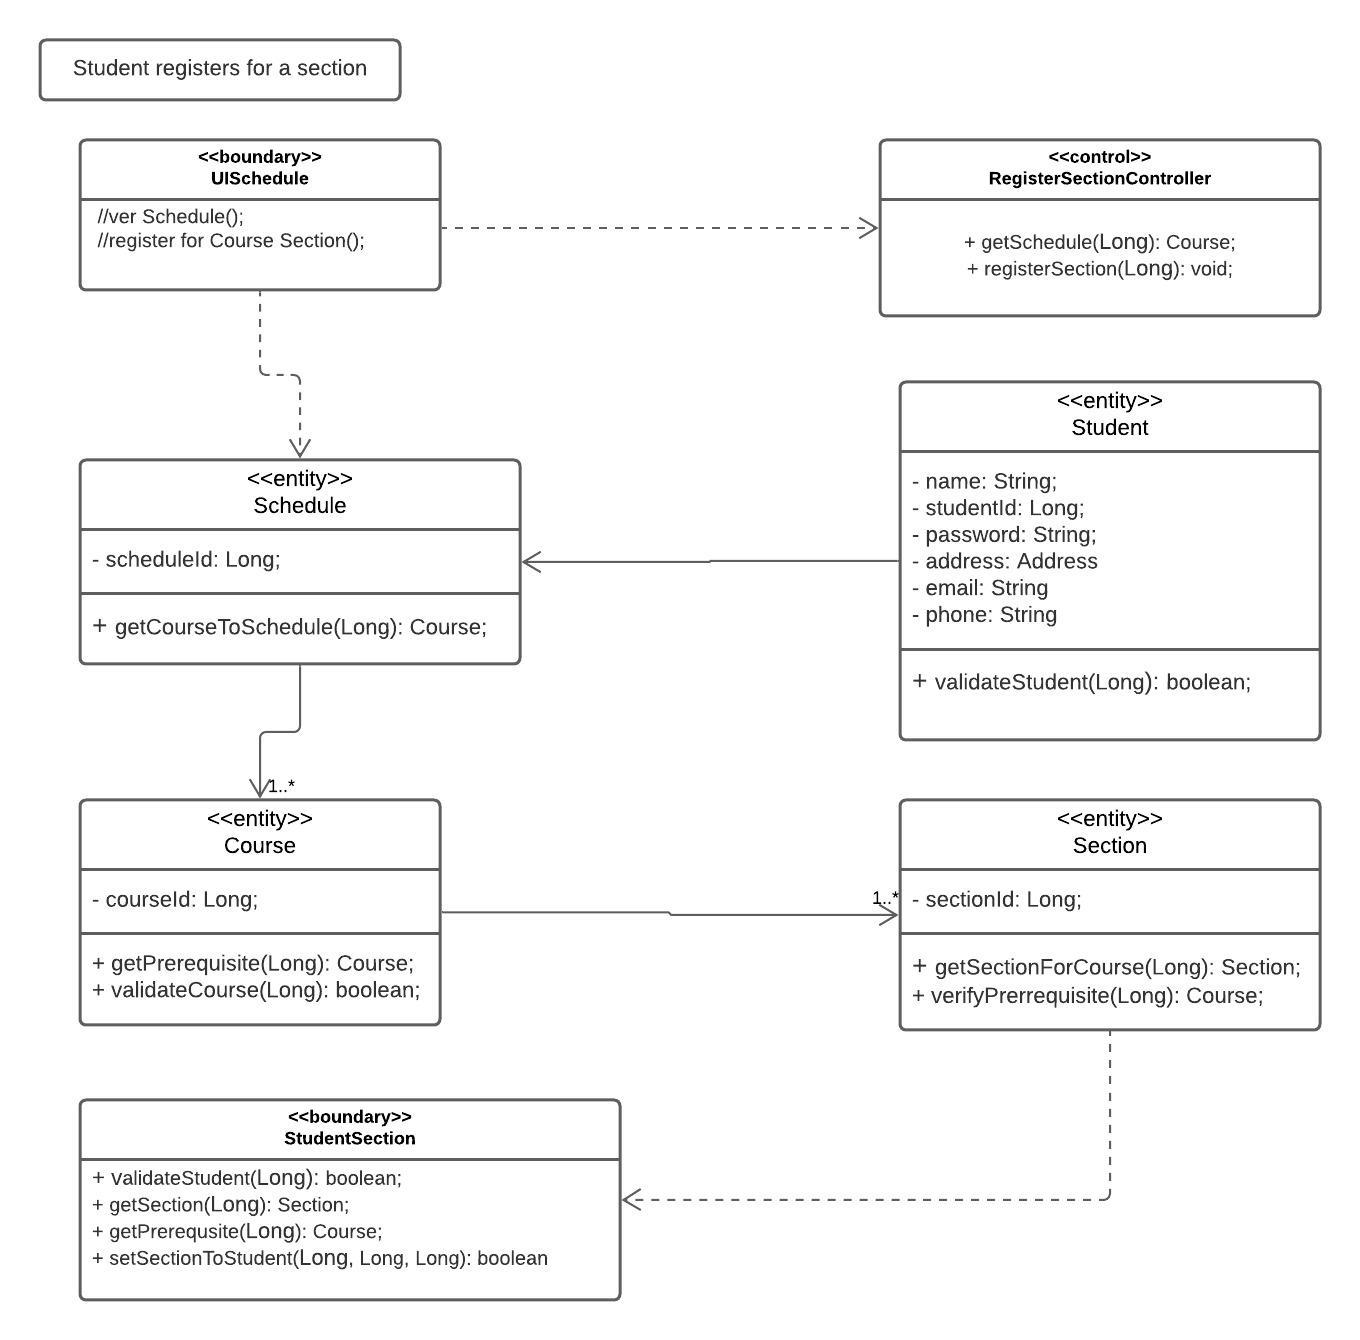 Student registers for a section
<<boundary>>
UISchedule
//ver Schedule();
//register for Course Section();
<<control>>
RegisterSectionController
+ getSchedule(Long): Course;
+ registerSection(Long): void;
<<entity>>
Student
- name: String;
- studentId: Long;
- password: String;
- address: Address
- email: String
- phone: String
+ validateStudent(Long): boolean;
<<entity>>
Schedule
- scheduleId: Long;
+ getCourseToSchedule(Long): Course;
1..*
<<entity>>
Course
- courseId: Long;
+ getPrerequisite(Long): Course;
+ validateCourse(Long): boolean;
1..*
<<entity>>
Section
- sectionId: Long;
+ getSectionForCourse(Long): Section;
+ verifyPrerrequisite(Long): Course;
<<boundary>>
StudentSection
+ validateStudent(Long): boolean;
+ getSection(Long): Section;
+ getPrerequsite(Long): Course;
+ setSectionToStudent(Long, Long, Long): boolean